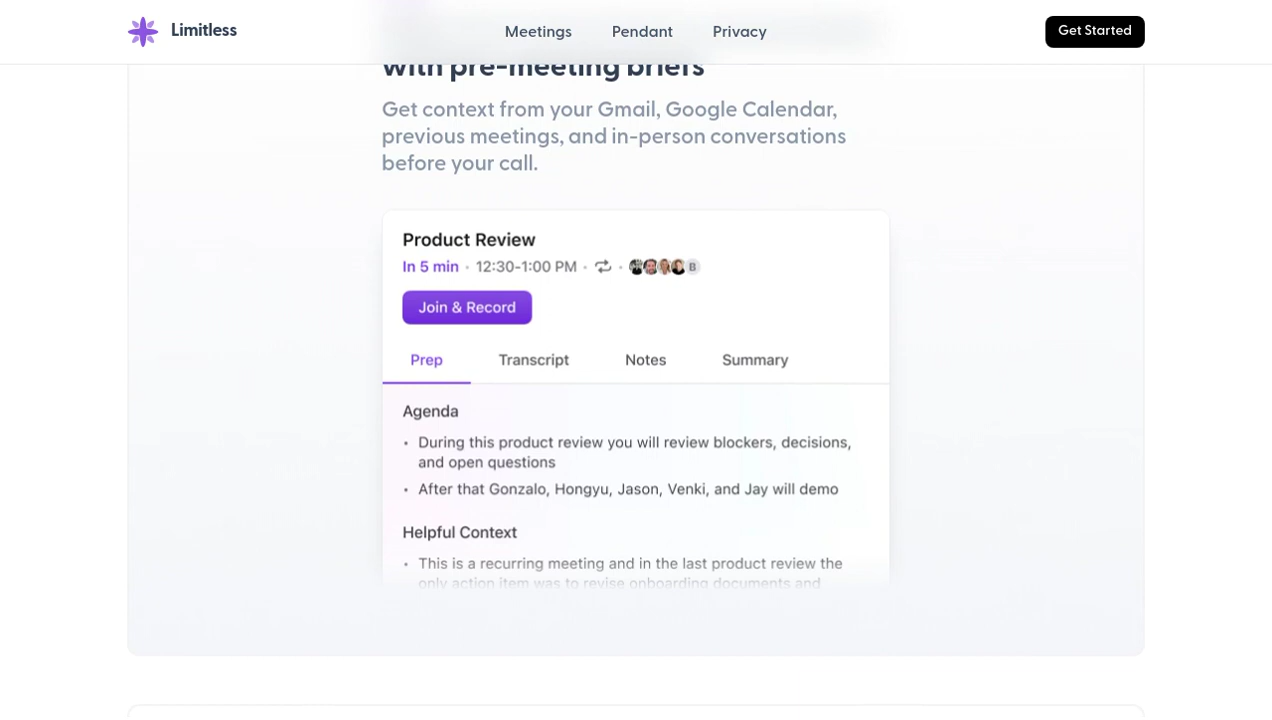 Limitless
Meetings
Pendant
Privacy
Get Started
with pre-meeting briefs
Get context from your Gmail, Google Calendar,
previous meetings, and in-person conversations
before your call.
Product Review
In 5 min · 12:30-1:00 PM · · B
Join & Record
Prep
Transcript
Notes
Summary
Agenda
• During this product review you will review blockers, decisions,
and open questions
• After that Gonzalo, Hongyu, Jason, Venki, and Jay will demo
Helpful Context
• This is a recurring meeting and in the last product review the
only action item was to revise onboarding documents and